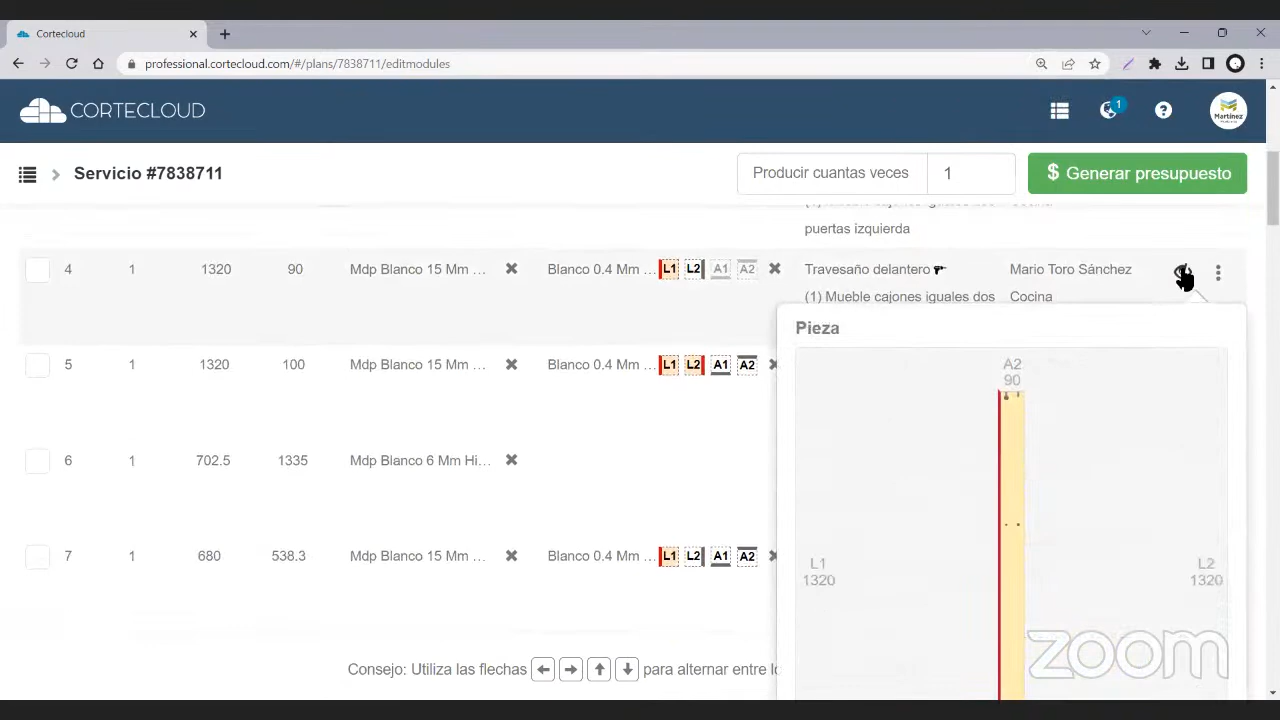 Cortecloud
professional.cortecloud.com/#/plans/7838711/editmodules
CORTECLOUD
1
Martínez
Servicio #7838711
Producir cuantas veces
1
$ Generar presupuesto
puertas izquierda
4 1 1320 90 Mdp Blanco 15 Mm ... Blanco 0.4 Mm ... L1 L2 A1 A2 Travesaño delantero Mario Toro Sánchez
(1) Mueble cajones iguales dos Cocina
Pieza
A2
90
5 1 1320 100 Mdp Blanco 15 Mm ... Blanco 0.4 Mm ... L1 L2 A1 A2
6 1 702.5 1335 Mdp Blanco 6 Mm Hi...
7 1 680 538.3 Mdp Blanco 15 Mm ... Blanco 0.4 Mm ... L1 L2 A1 A2
L1
1320
L2
1320
Consejo: Utiliza las flechas ← → ↑ ↓ para alternar entre lo
zoom